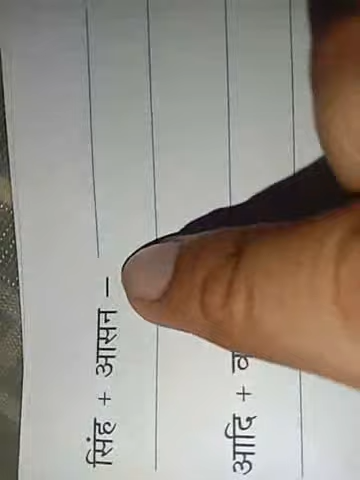 सिंह + आसन –
आदि +